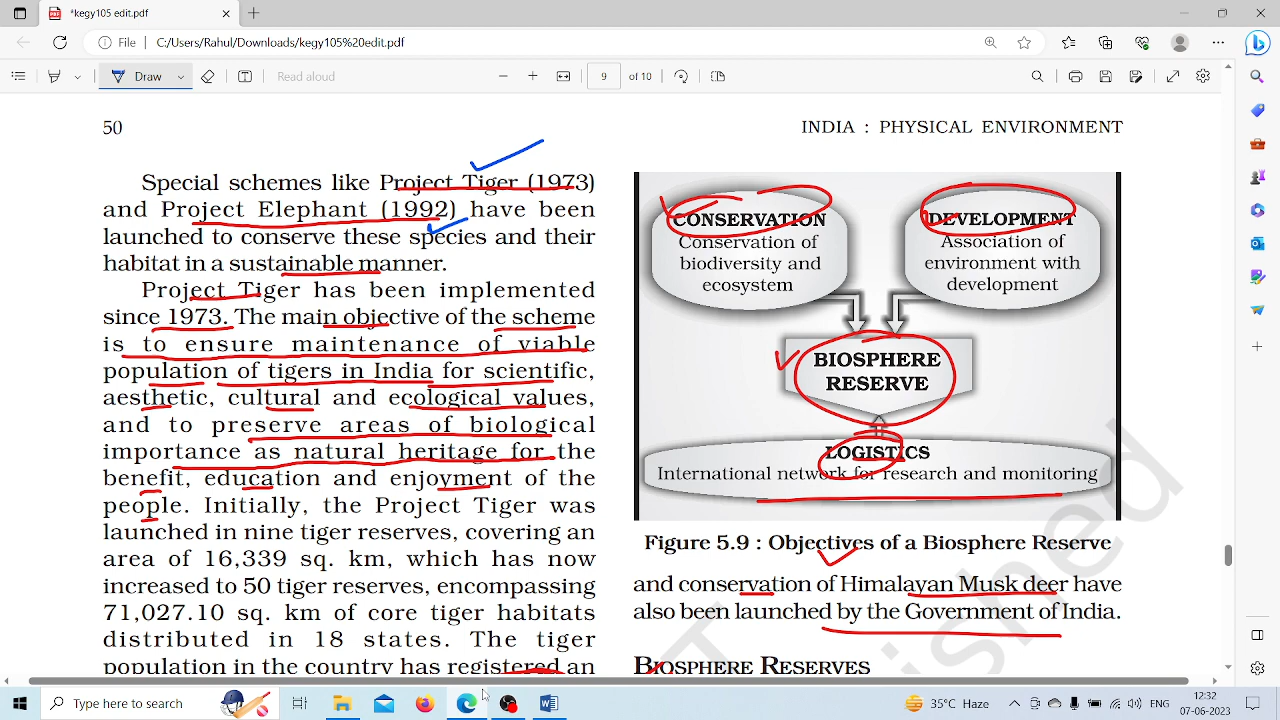 *kegy105 edit.pdf
File
C:/Users/Rahul/Downloads/kegy105%20edit.pdf
Draw
Read aloud
9
of 10
50
INDIA : PHYSICAL ENVIRONMENT
Special schemes like Project Tiger (1973)
and Project Elephant (1992) have been
launched to conserve these species and their
habitat in a sustainable manner.
Project Tiger has been implemented
since 1973. The main objective of the scheme
is to ensure maintenance of viable
population of tigers in India for scientific,
aesthetic, cultural and ecological values,
and to preserve areas of biological
importance as natural heritage for the
benefit, education and enjoyment of the
people. Initially, the Project Tiger was
launched in nine tiger reserves, covering an
area of 16,339 sq. km, which has now
increased to 50 tiger reserves, encompassing
71,027.10 sq. km of core tiger habitats
distributed in 18 states. The tiger
population in the country has registered an
CONSERVATION
Conservation of
biodiversity and
ecosystem
DEVELOPMENT
Association of
environment with
development
BIOSPHERE
RESERVE
LOGISTICS
International network for research and monitoring
Figure 5.9 : Objectives of a Biosphere Reserve
and conservation of Himalayan Musk deer have
also been launched by the Government of India.
BIOSPHERE RESERVES
Type here to search
35°C Haze
ENG
12:32
07-06-2023